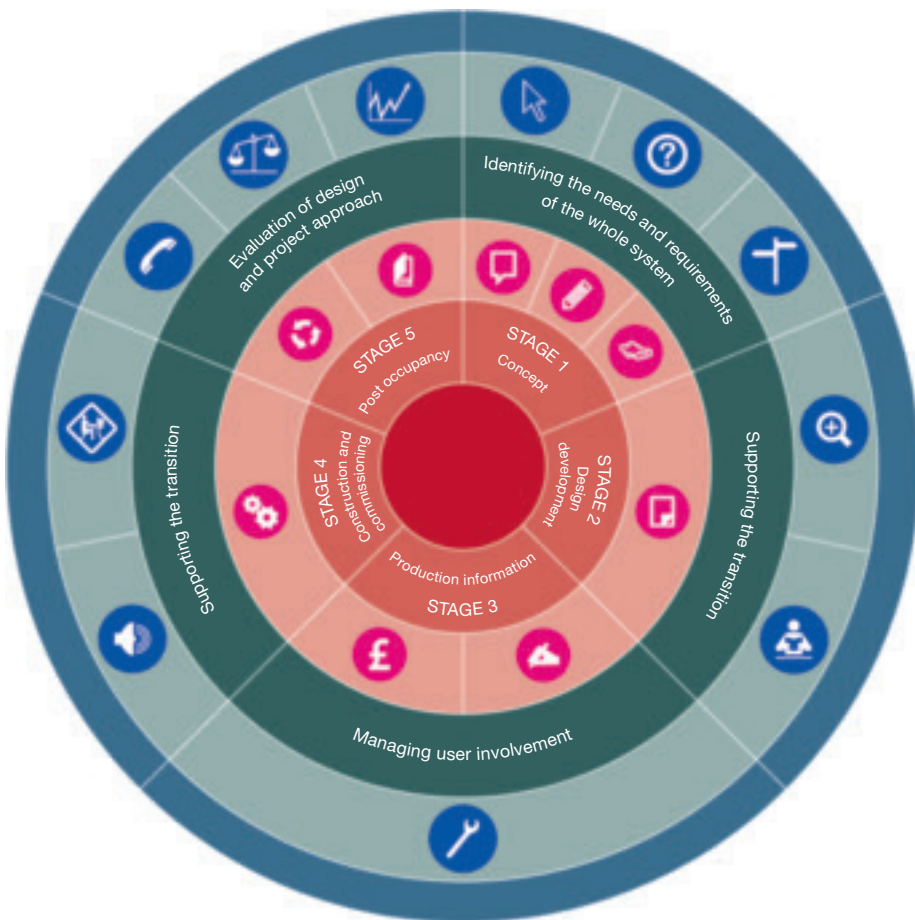 Identifying the needs and requirements
of the whole system
Supporting the transition
Managing user involvement
Supporting the transition
Evaluation of design
and project approach
STAGE 1
Concept
STAGE 2
Design
development
STAGE 3
Production information
STAGE 4
Construction and
commissioning
STAGE 5
Post occupancy
£
?